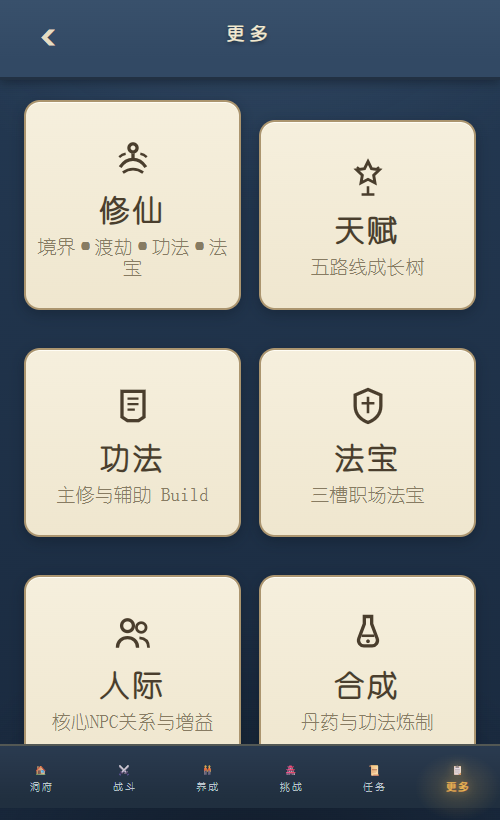 更多
修仙
境界 ● 渡劫 ● 功法 ● 法
宝
天赋
五路线成长树
功法
主修与辅助 Build
法宝
三槽职场法宝
人际
核心NPC关系与增益
合成
丹药与功法炼制
洞府 战斗 养成 挑战 任务 更多